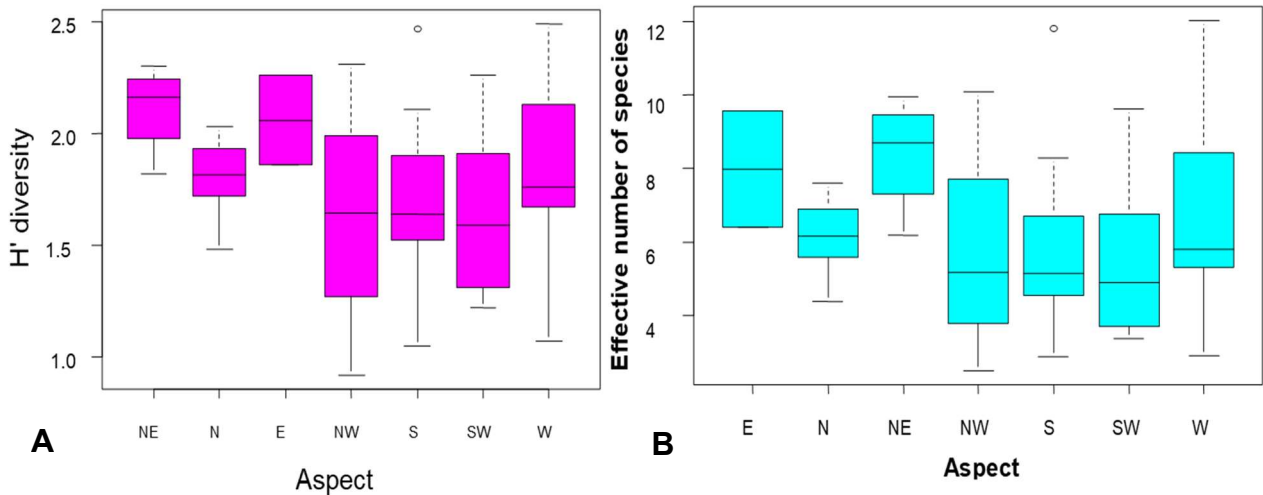 H' diversity
2.5
2.0
1.5
1.0
NE N E NW S SW W
A
Aspect
Effective number of species
12
10
8
6
4
E N NE NW S SW W
B
Aspect